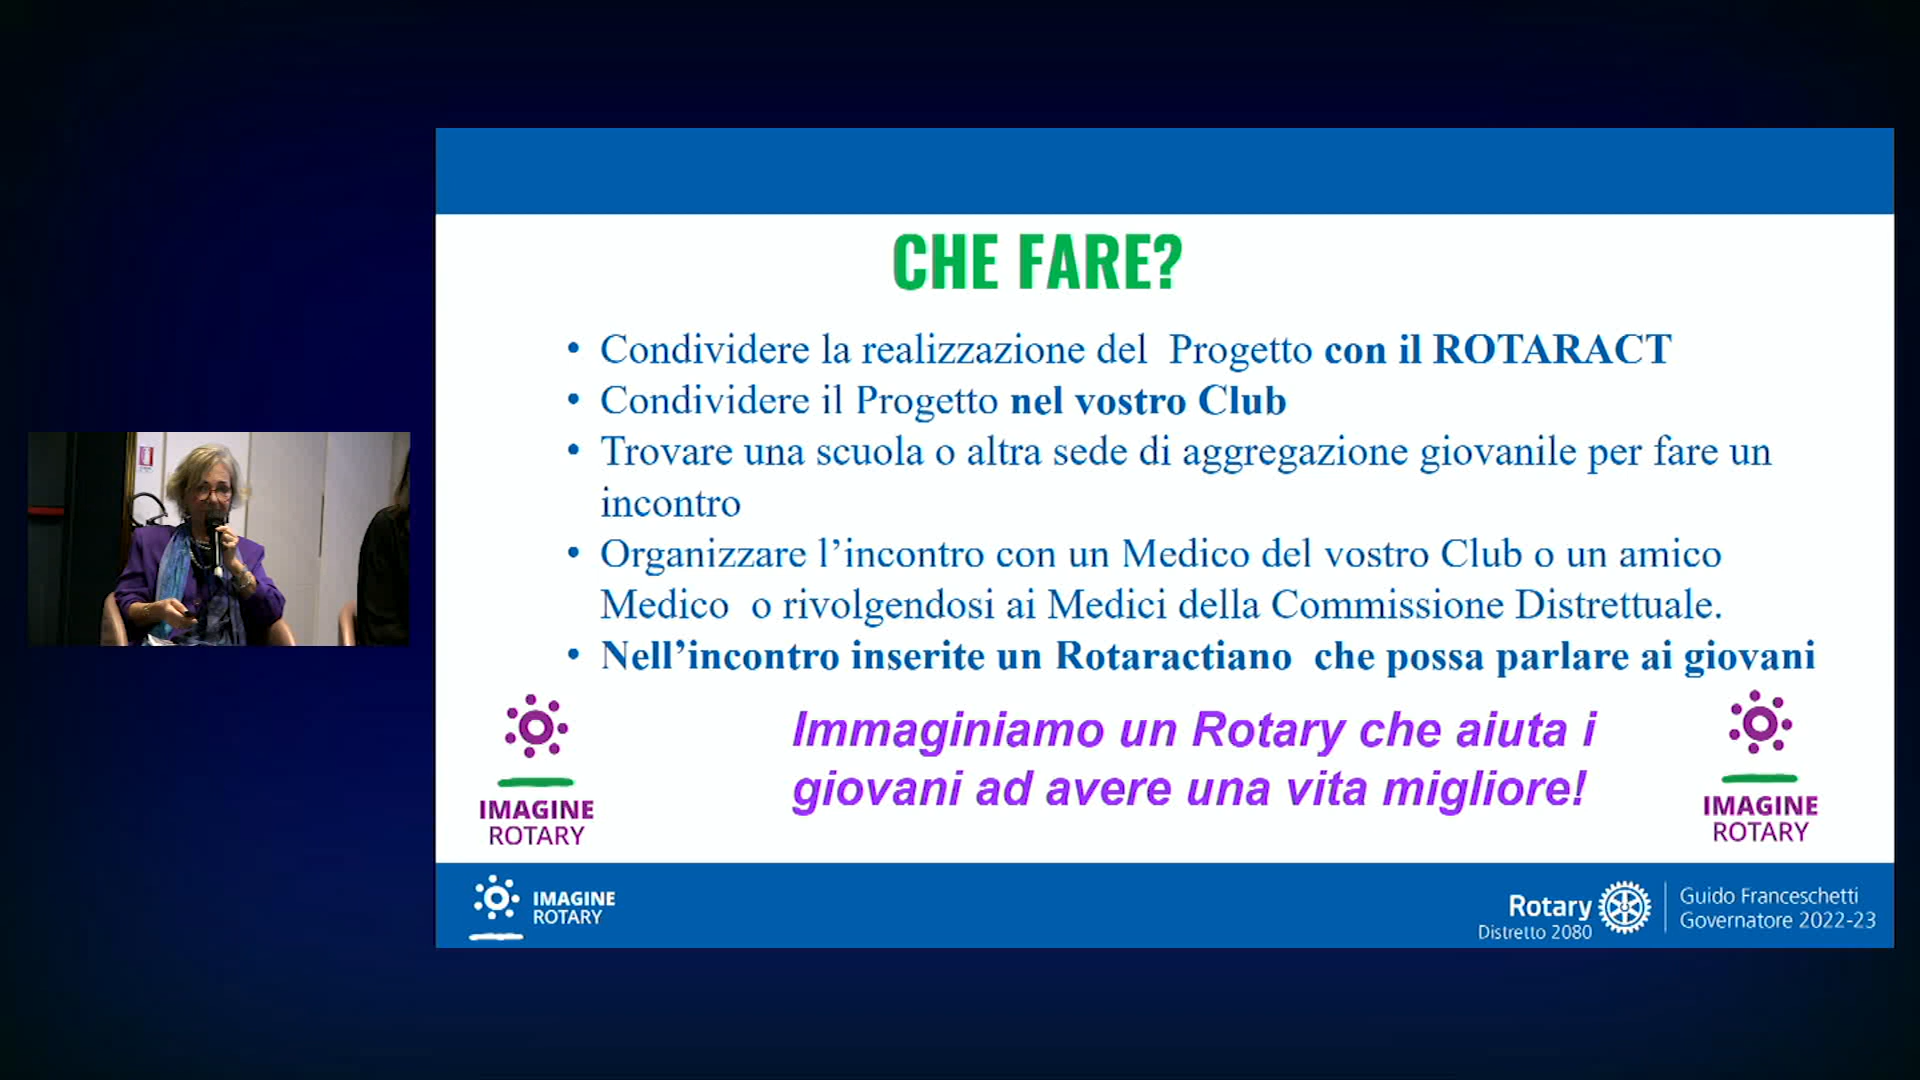 CHE FARE?
• Condividere la realizzazione del Progetto con il ROTARACT
• Condividere il Progetto nel vostro Club
• Trovare una scuola o altra sede di aggregazione giovanile per fare un
incontro
• Organizzare l’incontro con un Medico del vostro Club o un amico
Medico o rivolgendosi ai Medici della Commissione Distrettuale.
• Nell’incontro inserite un Rotaractiano che possa parlare ai giovani
Immaginiamo un Rotary che aiuta i
giovani ad avere una vita migliore!
IMAGINE
ROTARY
IMAGINE
ROTARY
IMAGINE
ROTARY
Rotary
Distretto 2080
Guido Franceschetti
Governatore 2022-23